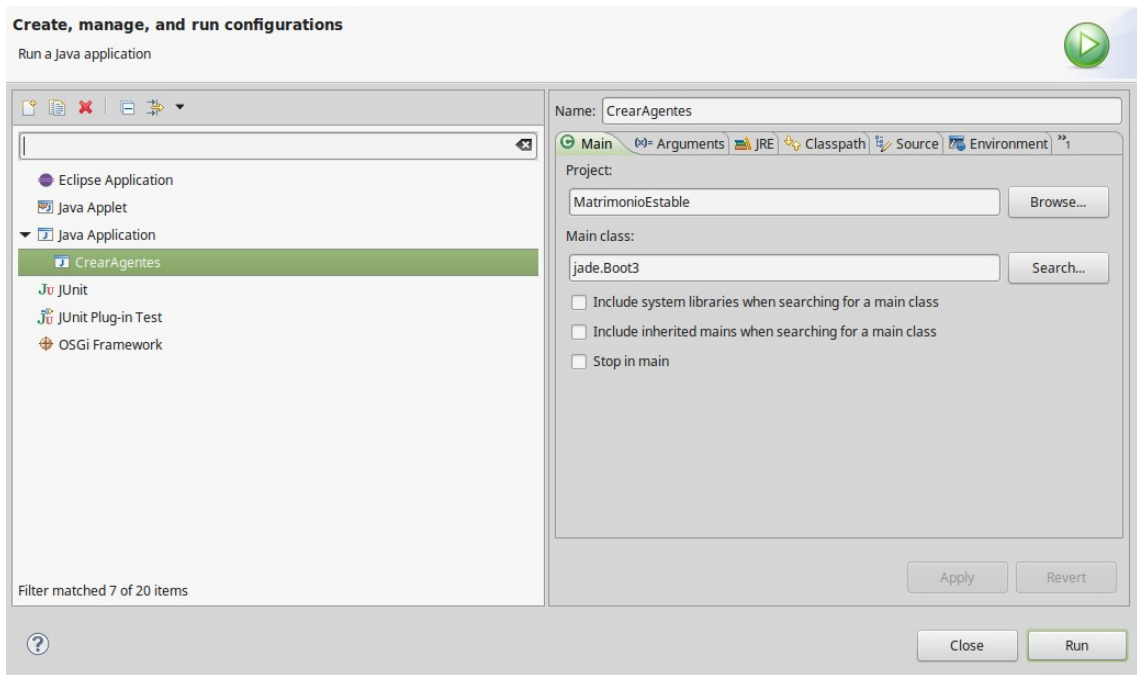 Create, manage, and run configurations
Run a Java application
Name: CrearAgentes
Main
(x)= Arguments
JRE
Classpath
Source
Environment
»1
Eclipse Application
Java Applet
Java Application
CrearAgentes
JUnit
JUnit Plug-in Test
OSGi Framework
Filter matched 7 of 20 items
Project:
MatrimonioEstable
Browse...
Main class:
jade.Boot3
Search...
Include system libraries when searching for a main class
Include inherited mains when searching for a main class
Stop in main
Apply
Revert
Close
Run